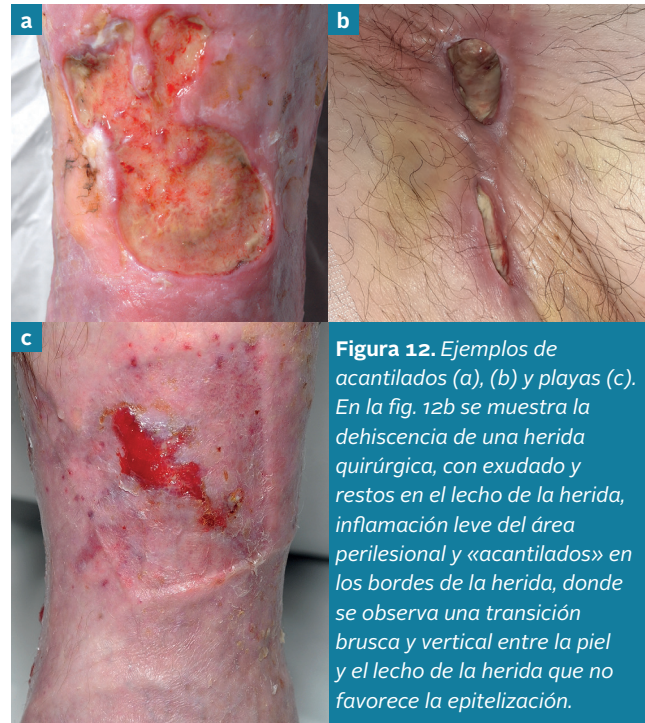 a
b
c
Figura 12. Ejemplos de
acantilados (a), (b) y playas (c).
En la fig. 12b se muestra la
dehiscencia de una herida
quirúrgica, con exudado y
restos en el lecho de la herida,
inflamación leve del área
perilesional y «acantilados» en
los bordes de la herida, donde
se observa una transición
brusca y vertical entre la piel
y el lecho de la herida que no
favorece la epitelización.